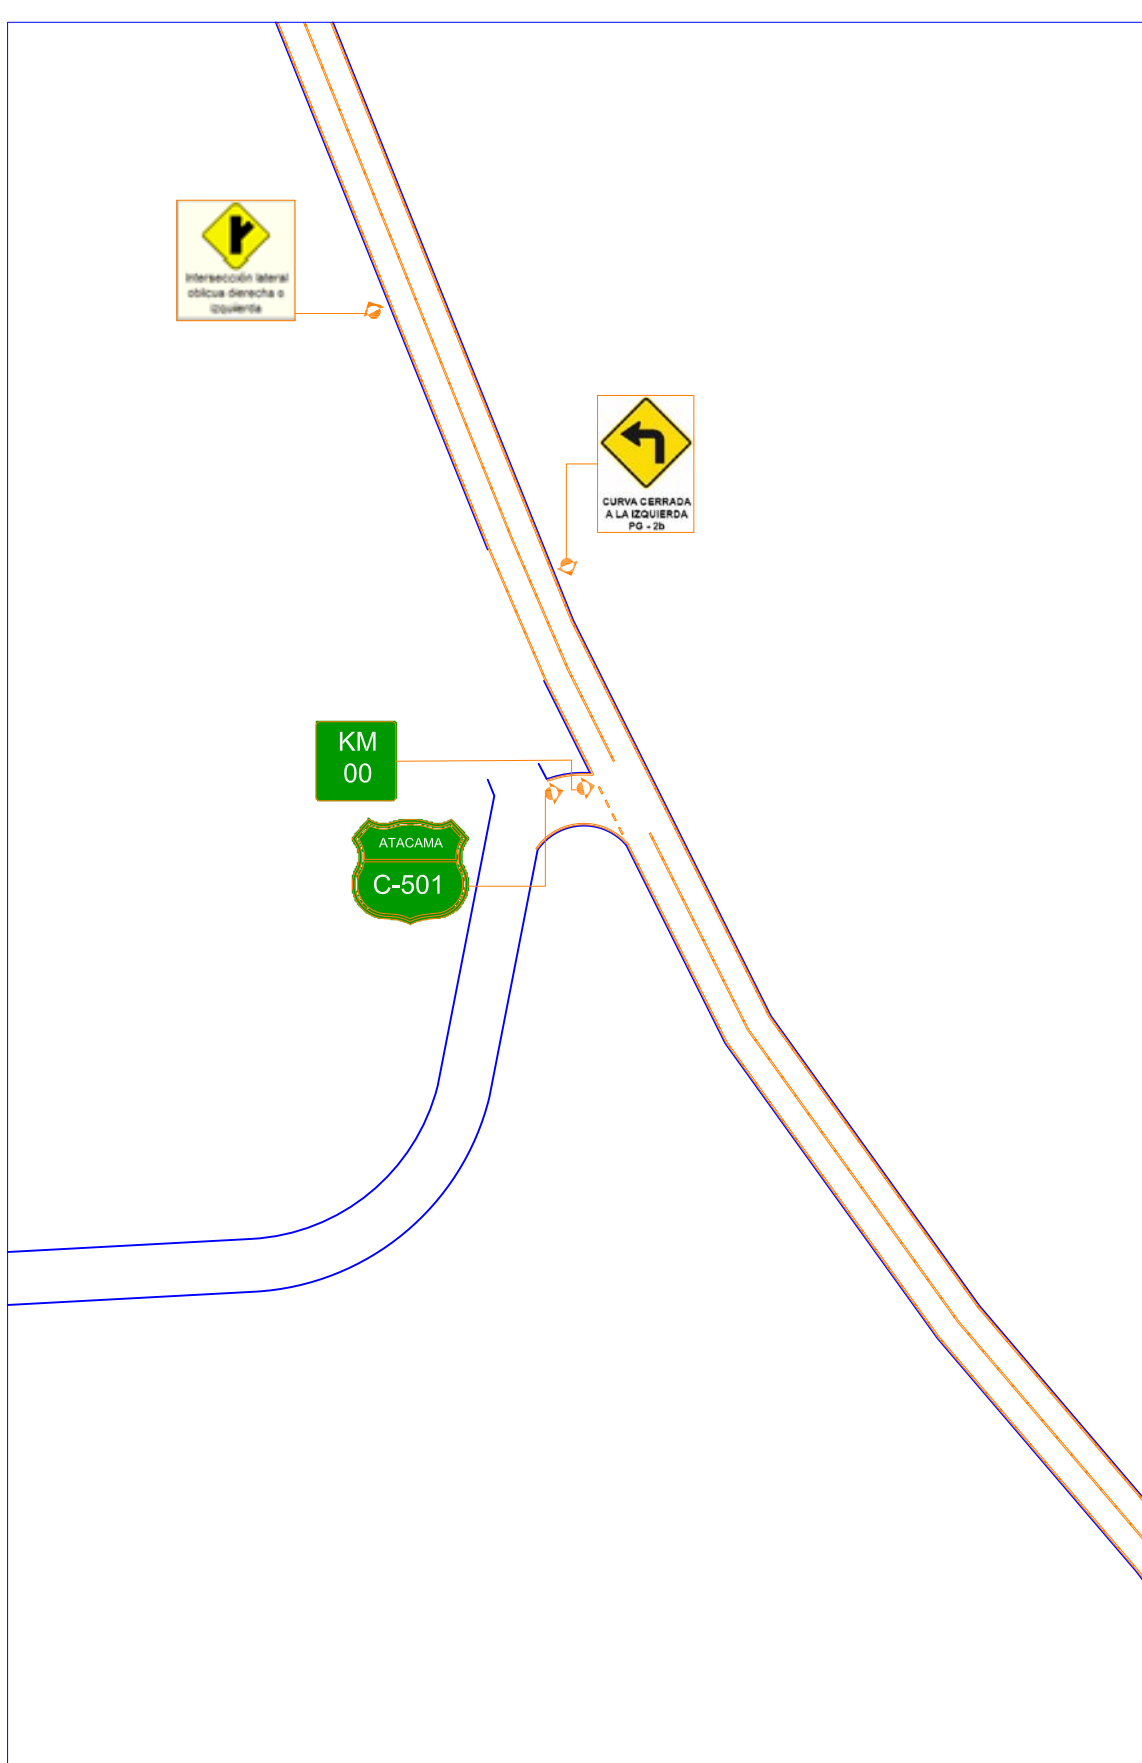 Intersección lateral
oblicua derecha o
izquierda
CURVA CERRADA
A LA IZQUIERDA
PG - 2b
KM
00
ATACAMA
C-501